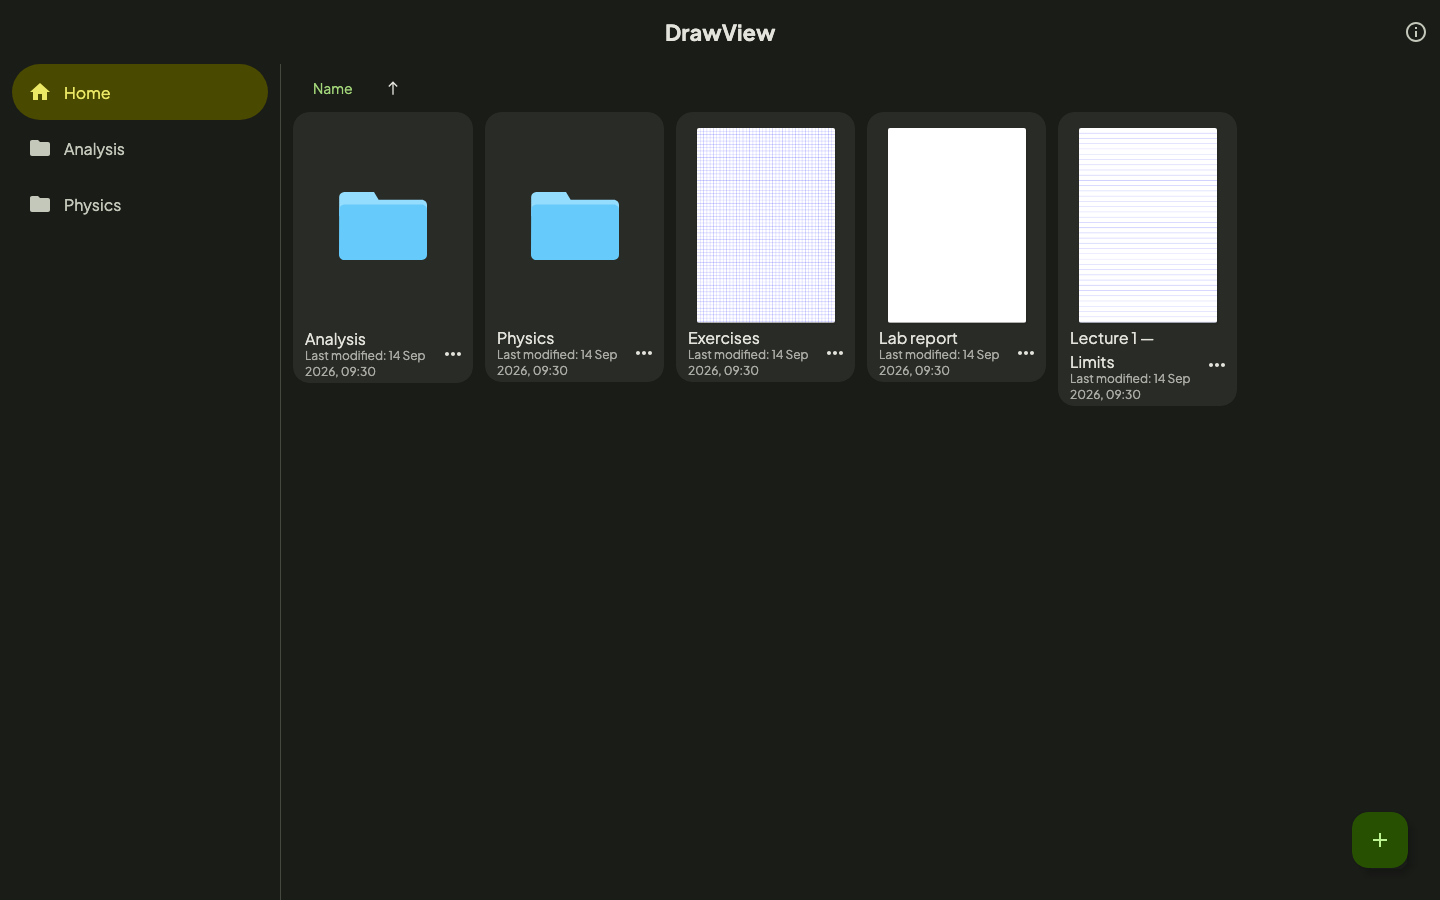 DrawView
Home
Analysis
Physics
Name
Analysis
Last modified: 14 Sep
2026, 09:30
Physics
Last modified: 14 Sep
2026, 09:30
Exercises
Last modified: 14 Sep
2026, 09:30
Lab report
Last modified: 14 Sep
2026, 09:30
Lecture 1 —
Limits
Last modified: 14 Sep
2026, 09:30